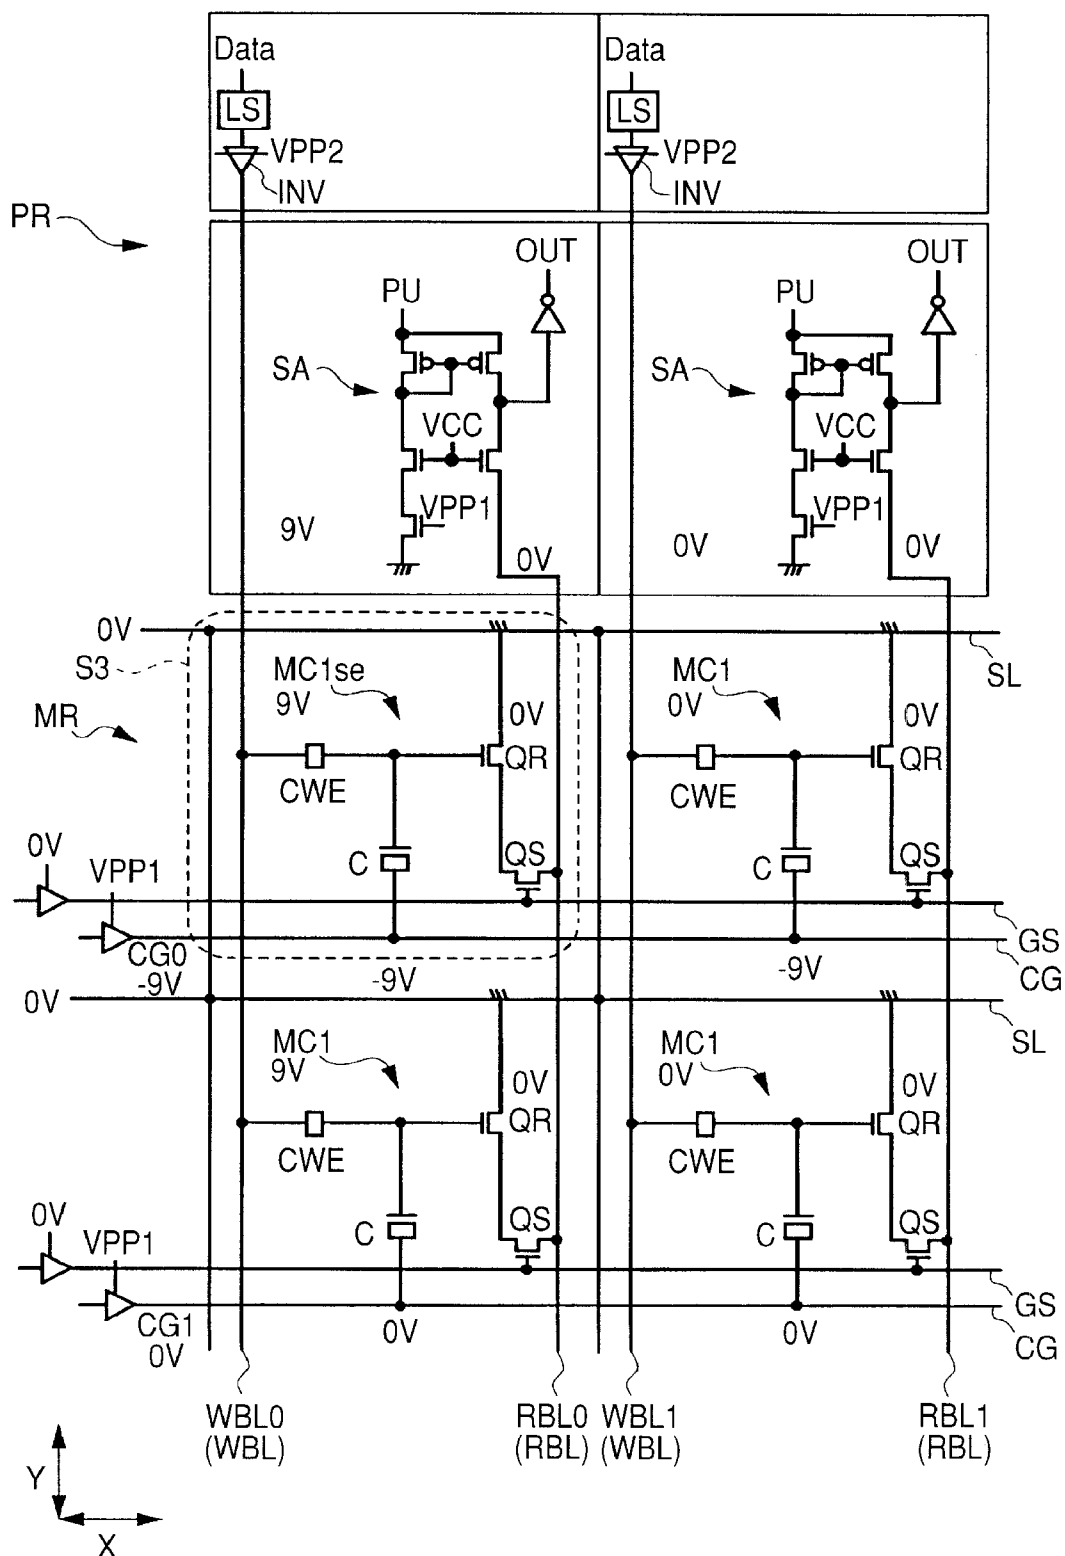 Data
Data
LS
LS
VPP2
VPP2
INV
INV
PR
OUT
OUT
PU
PU
SA
SA
VCC
VCC
VPP1
VPP1
9V
0V
0V
0V
0V
S3
MC1se
9V
MC1
0V
SL
MR
0V
0V
QR
QR
CWE
CWE
0V
VPP1
C
QS
C
QS
GS
CG0
-9V
-9V
-9V
CG
0V
SL
MC1
9V
MC1
0V
0V
0V
QR
QR
CWE
CWE
0V
VPP1
C
QS
C
QS
GS
CG1
0V
0V
0V
CG
WBL0
(WBL)
RBL0
(RBL)
WBL1
(WBL)
RBL1
(RBL)
Y
X